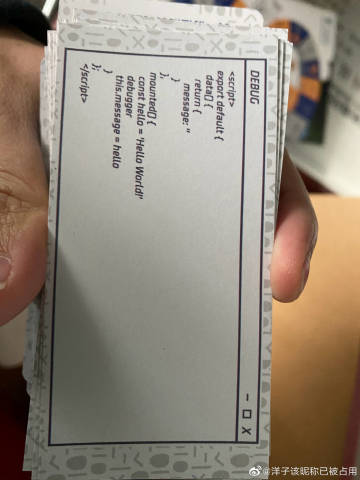 DEBUG
- □ X
<script>
export default {
data() {
return {
message: ''
}
},
mounted() {
const hello = 'Hello World!'
debugger
this.message = hello
}
};
</script>
@洋子该昵称已被占用